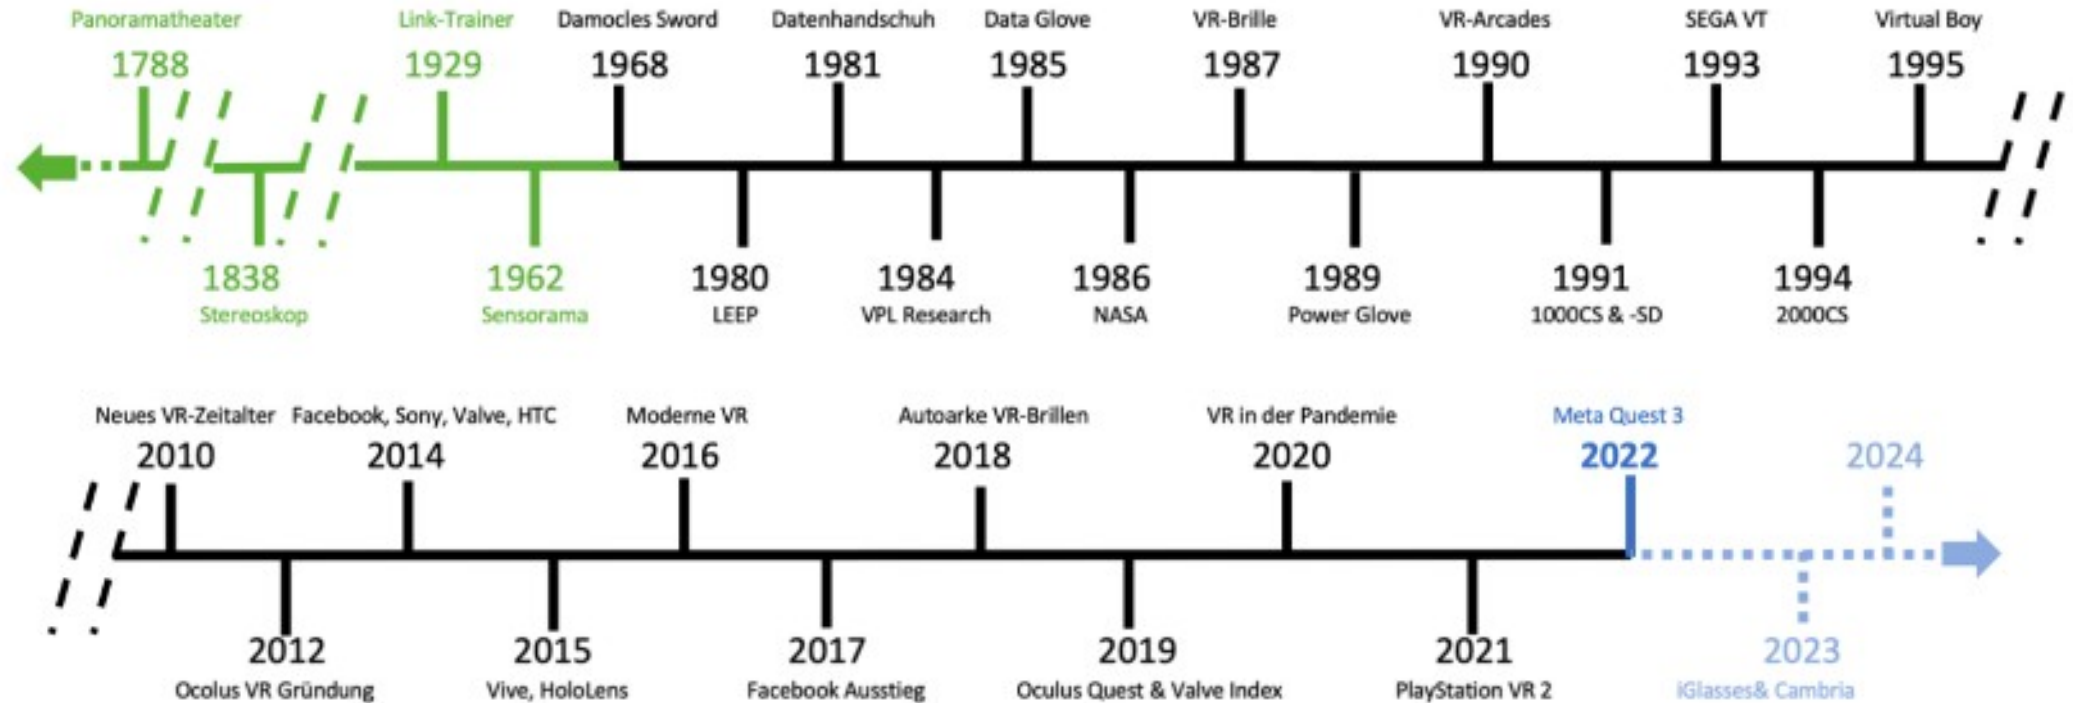 Panoramatheater Link-Trainer Damocles Sword Datenhandschuh Data Glove VR-Brille VR-Arcades SEGA VT Virtual Boy
1788 1929 1968 1981 1985 1987 1990 1993 1995
1838 1962 1980 1984 1986 1989 1991 1994
Stereoskop Sensorama LEEP VPL Research NASA Power Glove 1000CS & -SD 2000CS
Neues VR-Zeitalter Facebook, Sony, Valve, HTC Moderne VR Autoarke VR-Brillen VR in der Pandemie Meta Quest 3
2010 2014 2016 2018 2020 2022 2024
2012 2015 2017 2019 2021 2023
Ocolus VR Gründung Vive, HoloLens Facebook Ausstieg Oculus Quest & Valve Index PlayStation VR 2 iGlasses& Cambria